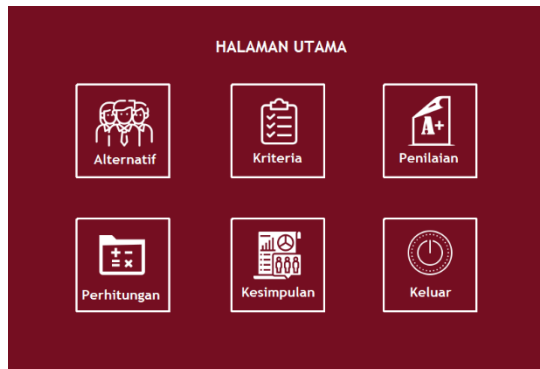 HALAMAN UTAMA
Alternatif
Kriteria
A+
Penilaian
Perhitungan
Kesimpulan
Keluar